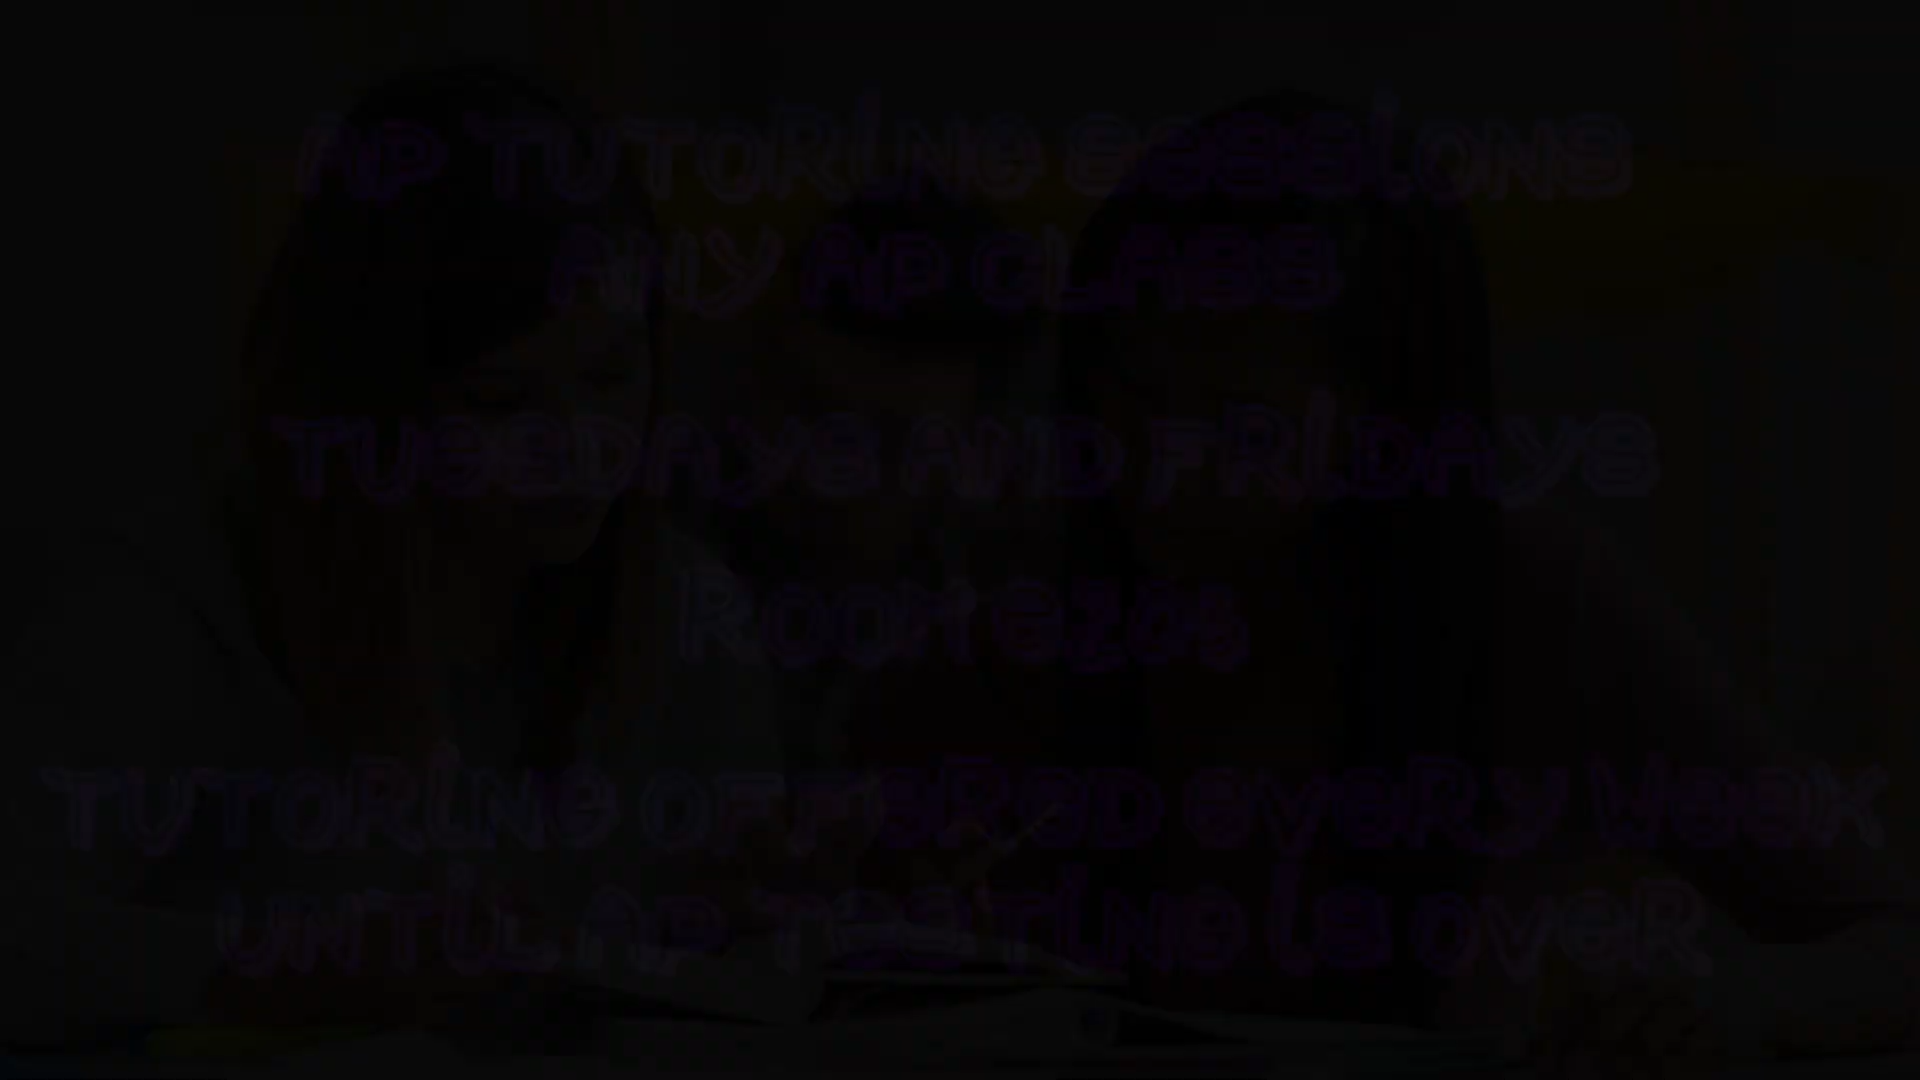 AP TUTORING SESSIONS
ANY AP CLASS
TUESDAYS AND FRIDAYS
ROOM
TUTORING OFFERED EVERY WEEK
UNTIL AP TESTING IS OVER